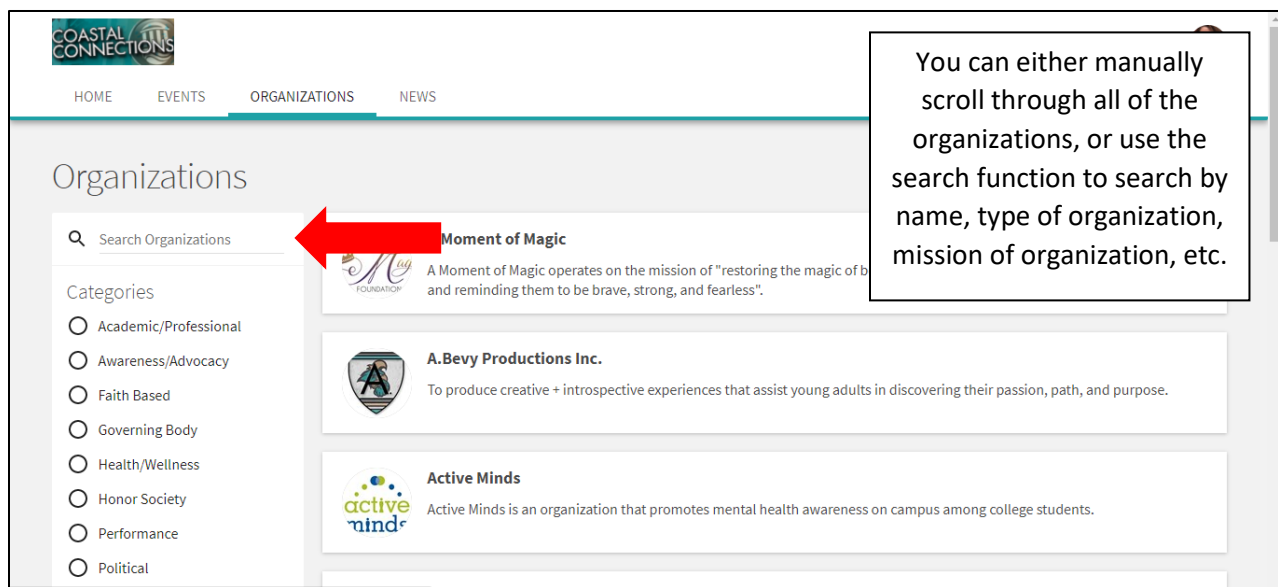 COASTAL
CONNECTIONS
HOME EVENTS ORGANIZATIONS NEWS
You can either manually
scroll through all of the
organizations, or use the
search function to search by
name, type of organization,
mission of organization, etc.
Organizations
Search Organizations
Categories
Academic/Professional
Awareness/Advocacy
Faith Based
Governing Body
Health/Wellness
Honor Society
Performance
Political
Mag
FOUNDATION
Moment of Magic
A Moment of Magic operates on the mission of "restoring the magic of
and reminding them to be brave, strong, and fearless".
A
A.Bevy Productions Inc.
To produce creative + introspective experiences that assist young adults in discovering their passion, path, and purpose.
active
minds
Active Minds
Active Minds is an organization that promotes mental health awareness on campus among college students.